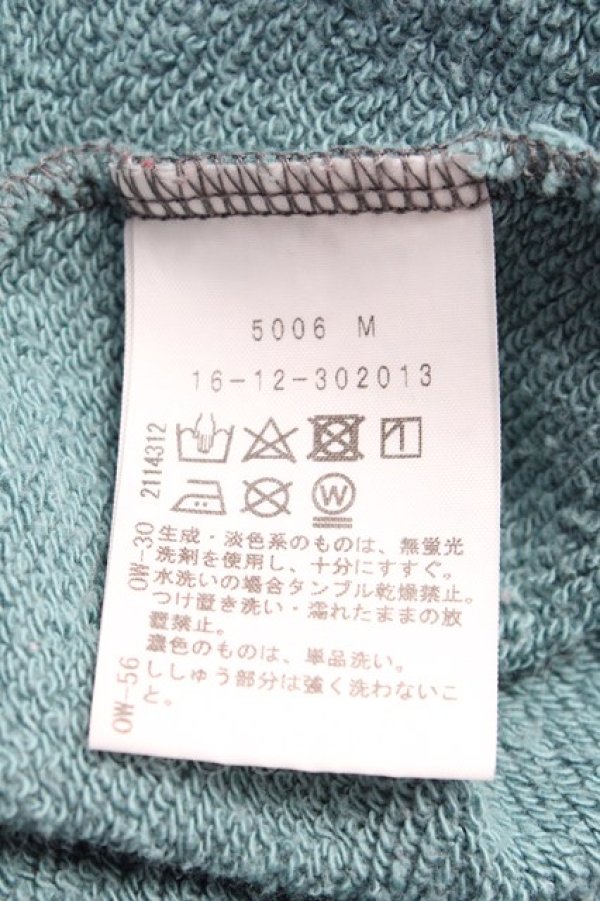 5006 M
16-12-302013
2114312
W
OW-30
生成・淡色系のものは、無蛍光
洗剤を使用し、十分にすすぐ。
水洗いの場合タンブル乾燥禁止。
つけ置き洗い・濡れたままの放
置禁止。
濃色のものは、単品洗い。
OW-56
ししゅう部分は強く洗わないこ
と。